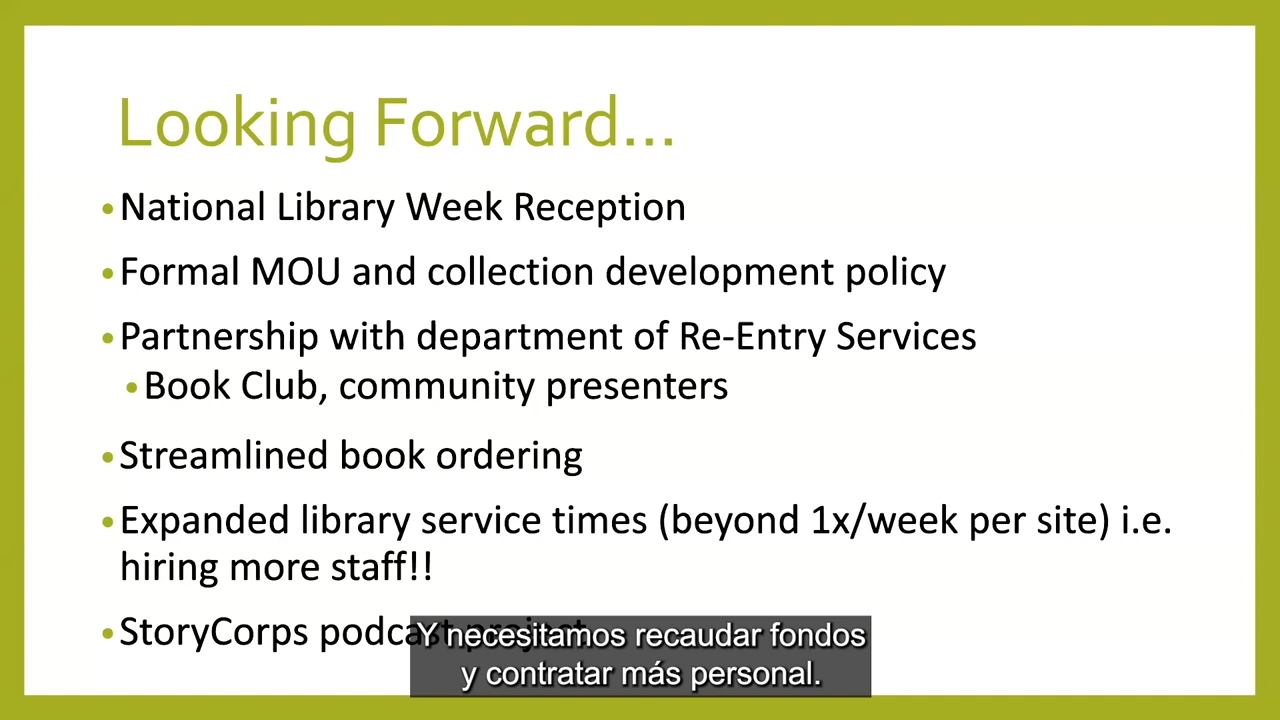 Looking Forward...
•National Library Week Reception
•Formal MOU and collection development policy
•Partnership with department of Re-Entry Services
•Book Club, community presenters
•Streamlined book ordering
•Expanded library service times (beyond 1x/week per site) i.e.
hiring more staff!!
•StoryCorps podcast project
Y necesitamos recaudar fondos
y contratar más personal.